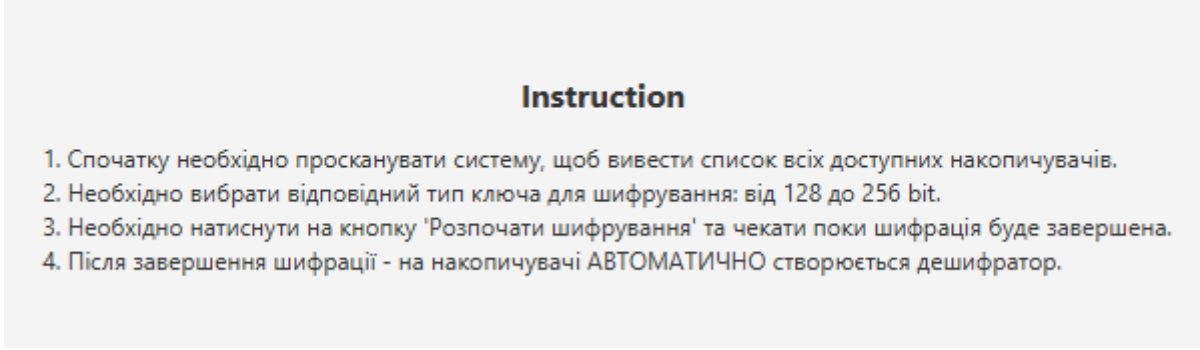 Instruction
1. Спочатку необхідно просканувати систему, щоб вивести список всіх доступних накопичувачів.
2. Необхідно вибрати відповідний тип ключа для шифрування: від 128 до 256 bit.
3. Необхідно натиснути на кнопку 'Розпочати шифрування' та чекати поки шифрація буде завершена.
4. Після завершення шифрації - на накопичувачі АВТОМАТИЧНО створюється дешифратор.